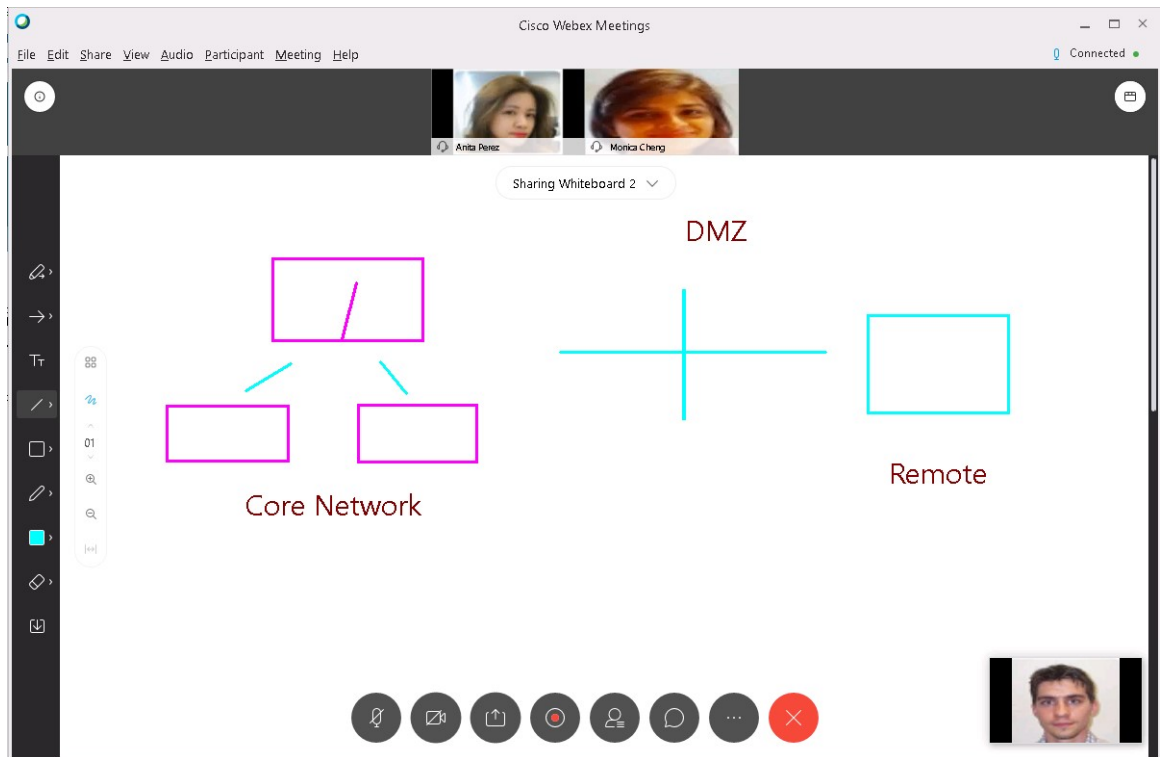 Cisco Webex Meetings
File Edit Share View Audio Participant Meeting Help
Connected
Anita Perez
Monica Cheng
Sharing Whiteboard 2
DMZ
Tт
01
Core Network
Remote